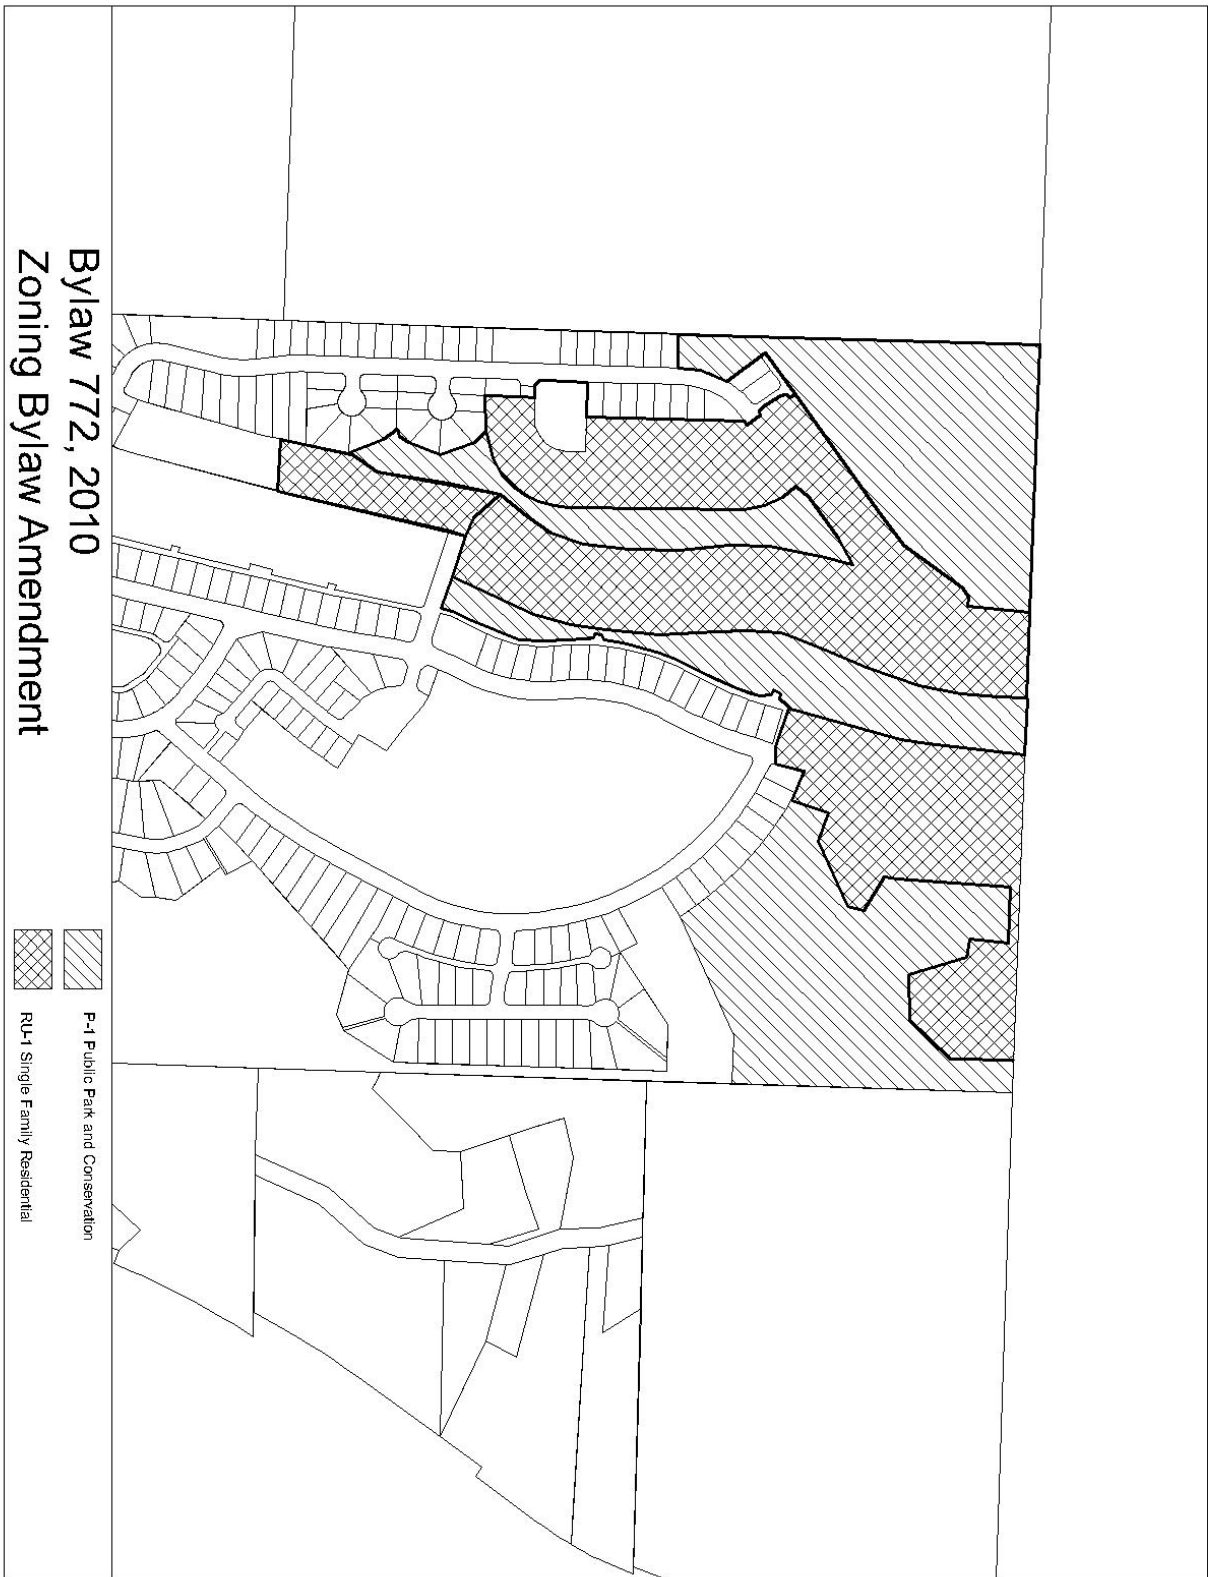 Bylaw 772, 2010
Zoning Bylaw Amendment
P-1 Public Park and Conservation
RU-1 Single Family Residential